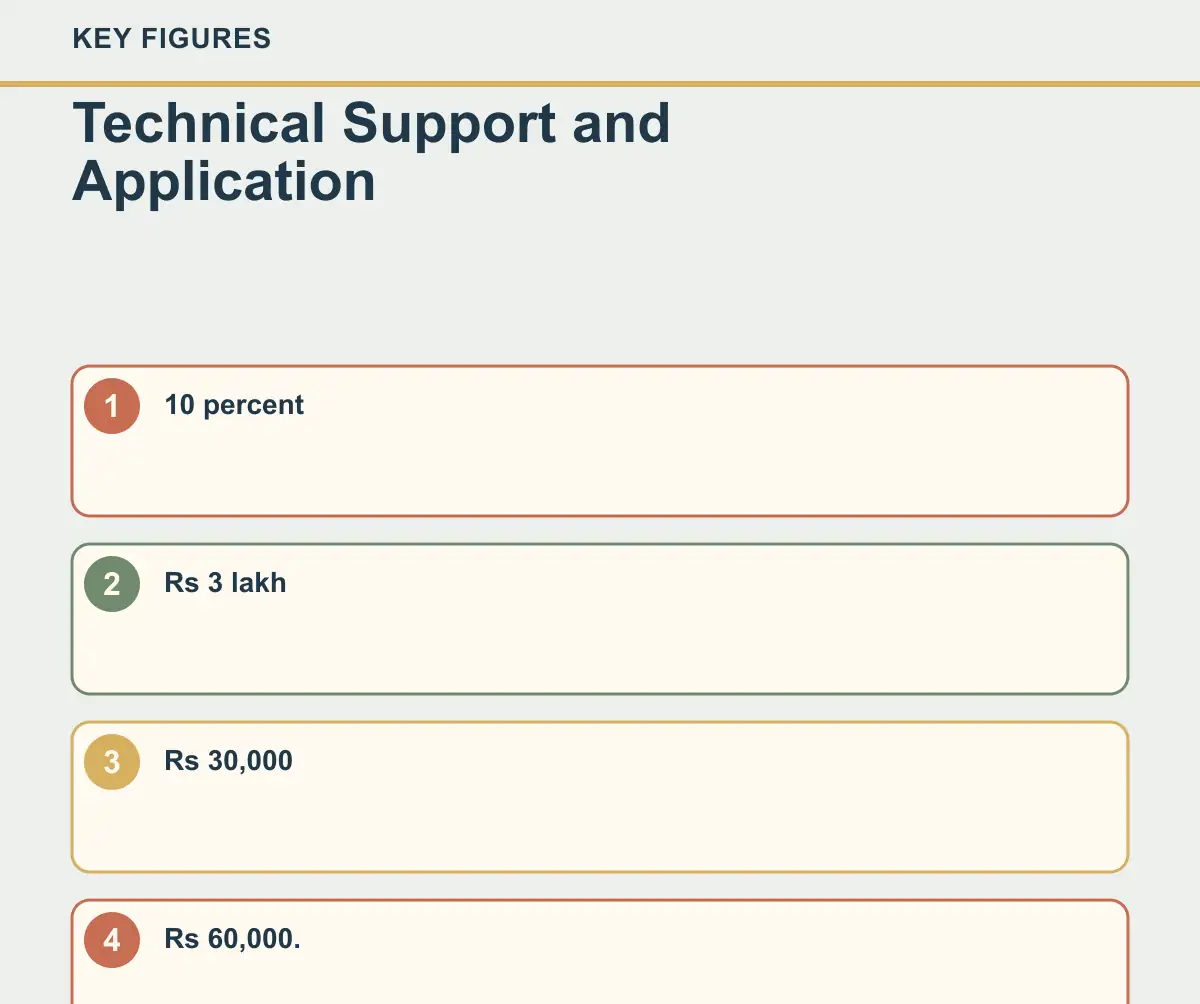 KEY FIGURES
Technical Support and
Application
1 10 percent
2 Rs 3 lakh
3 Rs 30,000
4 Rs 60,000.